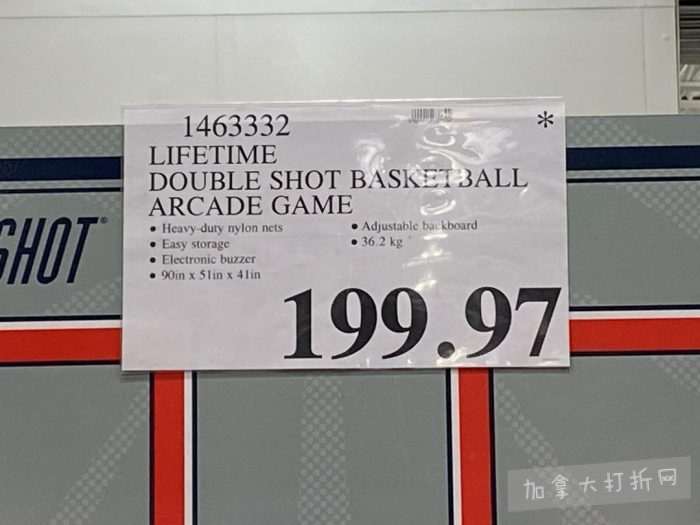 1463332
*
LIFETIME
DOUBLE SHOT BASKETBALL
ARCADE GAME
• Heavy-duty nylon nets
• Easy storage
• Electronic buzzer
• 90in x 51in x 41in
• Adjustable backboard
• 36.2 kg
199.97
SHOT®
加拿大打折网